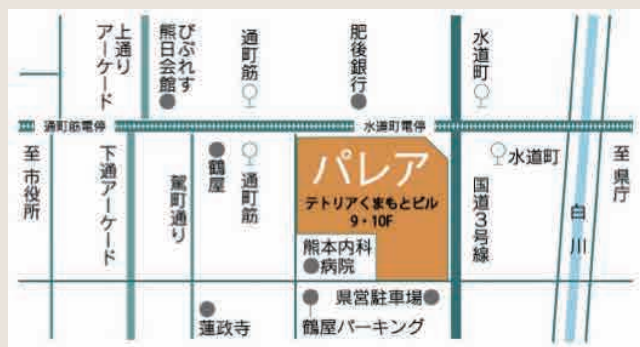 上通り
アーケード
びぷれす
熊日会館
通町筋
肥後銀行
水道町
通町筋電停
水道町電停
至市役所
下通アーケード
駕町通り
鶴屋
通町筋
パレア
テトリアくまもとビル
9・10F
熊本内科
病院
国道3号線
水道町
白川
至県庁
蓮政寺
鶴屋パーキング
県営駐車場